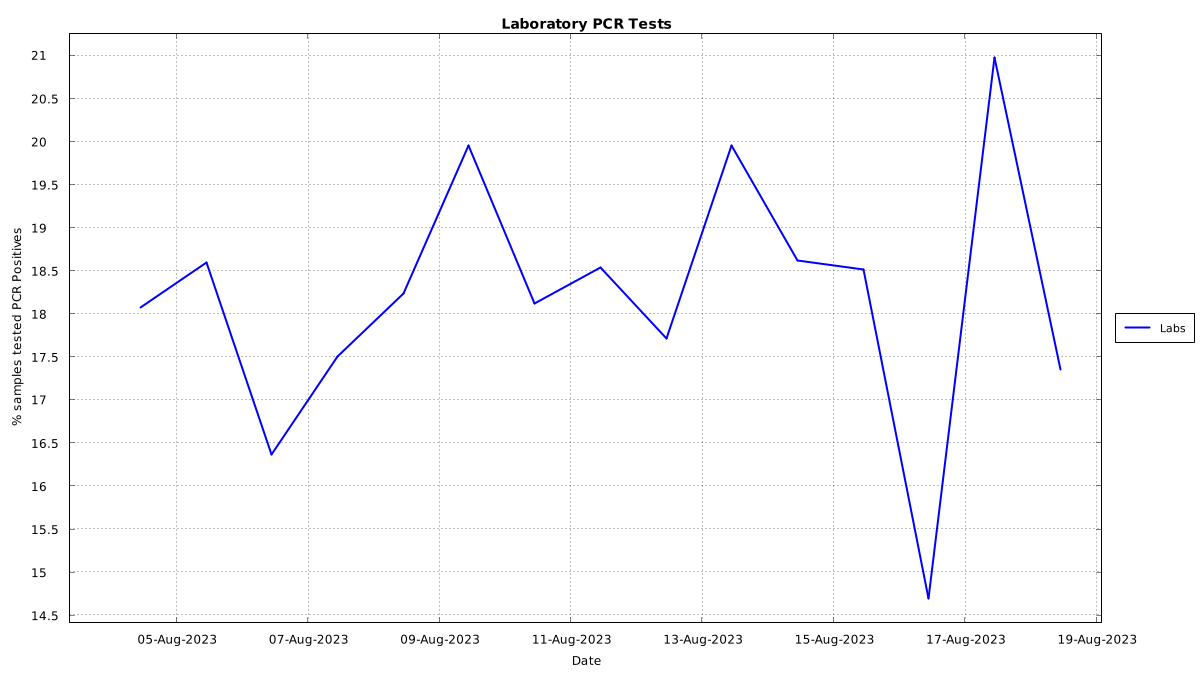 Laboratory PCR Tests
% samples tested PCR Positives
21
20.5
20
19.5
19
18.5
18
17.5
17
16.5
16
15.5
15
14.5
05-Aug-2023 07-Aug-2023 09-Aug-2023 11-Aug-2023 13-Aug-2023 15-Aug-2023 17-Aug-2023 19-Aug-2023
Date
Labs